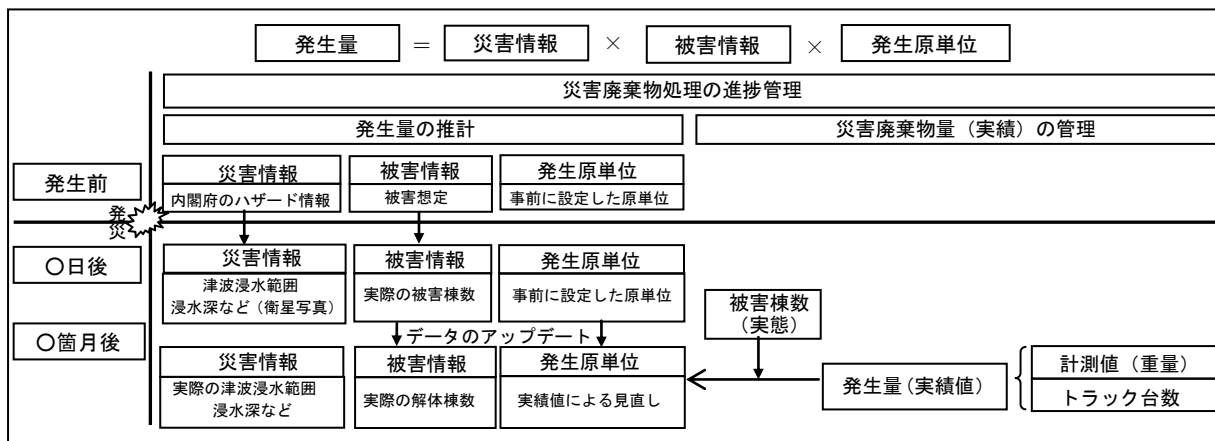 発生量 = 災害情報 × 被害情報 × 発生原単位
災害廃棄物処理の進捗管理
発生量の推計
災害廃棄物量（実績）の管理
発生前
災害情報
内閣府のハザード情報
被害情報
被害想定
発生原単位
事前に設定した原単位
発災
〇日後
災害情報
津波浸水範囲
浸水深など（衛星写真）
被害情報
実際の被害棟数
発生原単位
事前に設定した原単位
被害棟数
（実態）
データのアップデート
〇箇月後
災害情報
実際の津波浸水範囲
浸水深など
被害情報
実際の解体棟数
発生原単位
実績値による見直し
発生量（実績値）
計測値（重量）
トラック台数